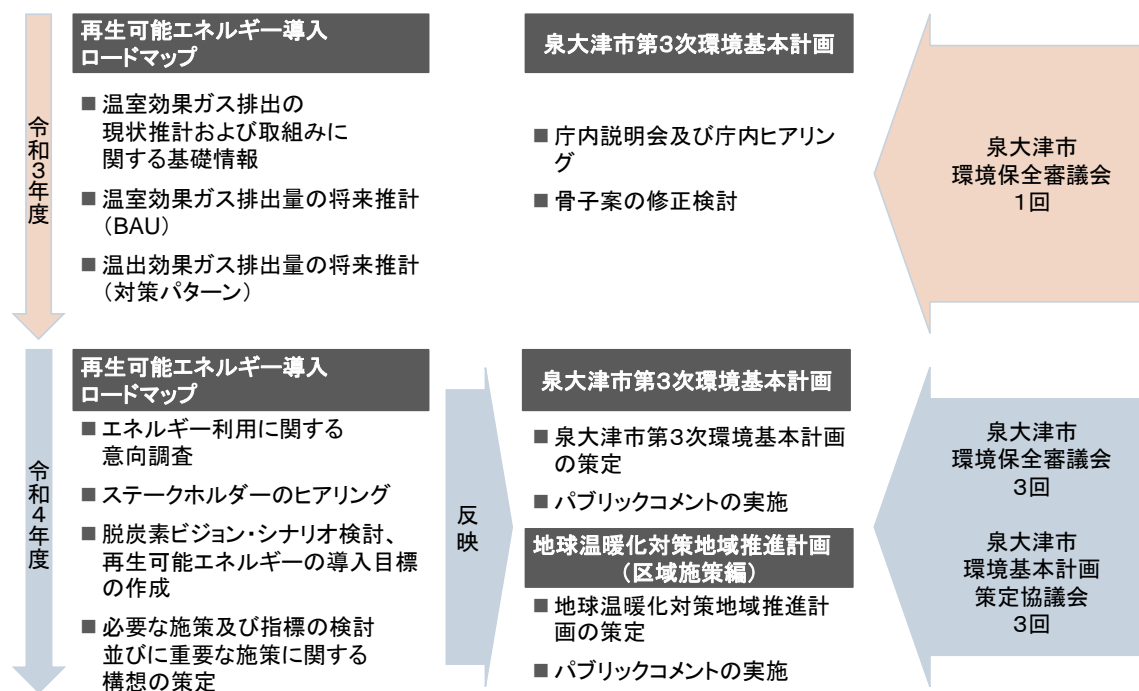 令和３年度
再生可能エネルギー導入
ロードマップ
■ 温室効果ガス排出の
現状推計および取組みに
関する基礎情報
■ 温室効果ガス排出量の将来推計
（BAU）
■ 温出効果ガス排出量の将来推計
（対策パターン）
泉大津市第３次環境基本計画
■ 庁内説明会及び庁内ヒアリン
グ
■ 骨子案の修正検討
泉大津市
環境保全審議会
１回
令和４年度
再生可能エネルギー導入
ロードマップ
■ エネルギー利用に関する
意向調査
■ ステークホルダーのヒアリング
■ 脱炭素ビジョン・シナリオ検討、
再生可能エネルギーの導入目標
の作成
■ 必要な施策及び指標の検討
並びに重要な施策に関する
構想の策定
反映
泉大津市第３次環境基本計画
■ 泉大津市第３次環境基本計画
の策定
■ パブリックコメントの実施
地球温暖化対策地域推進計画
（区域施策編）
■ 地球温暖化対策地域推進計
画の策定
■ パブリックコメントの実施
泉大津市
環境保全審議会
３回
泉大津市
環境基本計画
策定協議会
３回